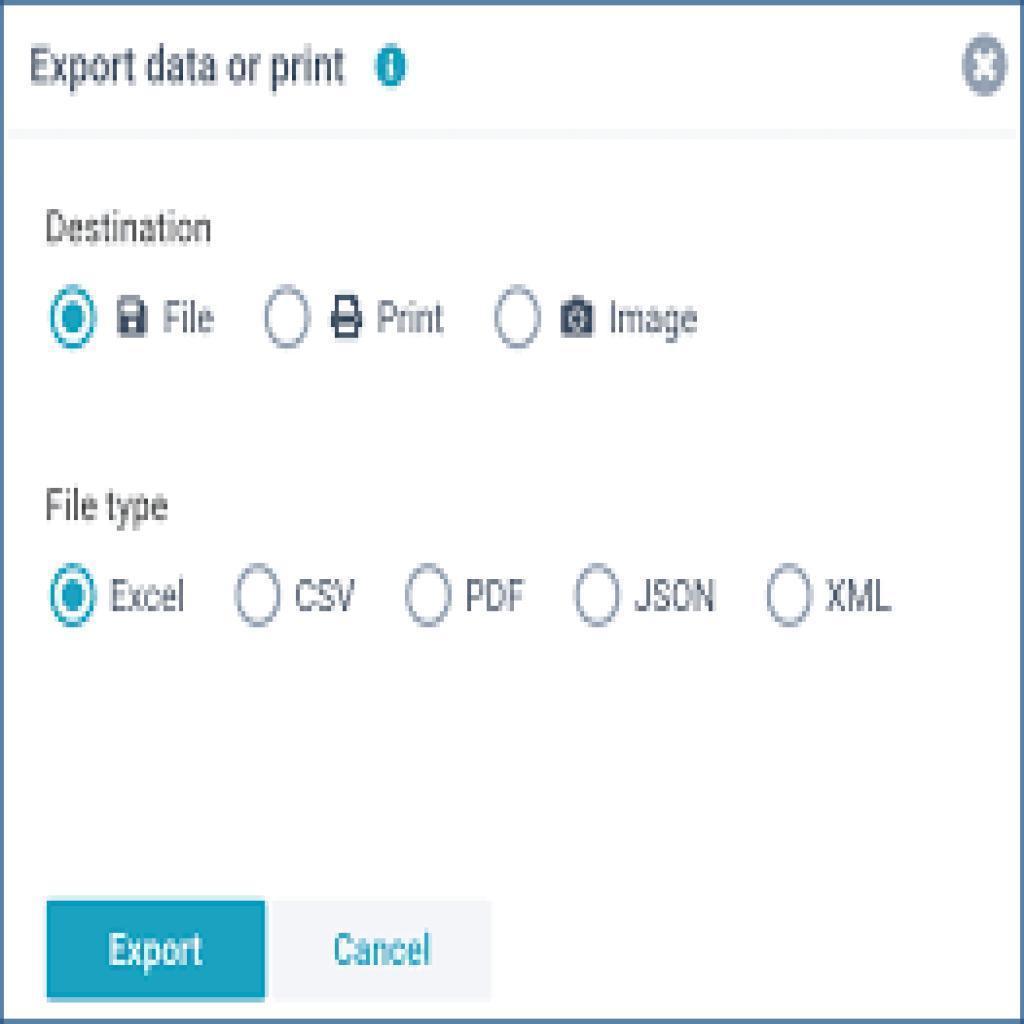 Export data or print
Destination
File Print Image
File type
Excel CSV PDF JSON XML
Export Cancel